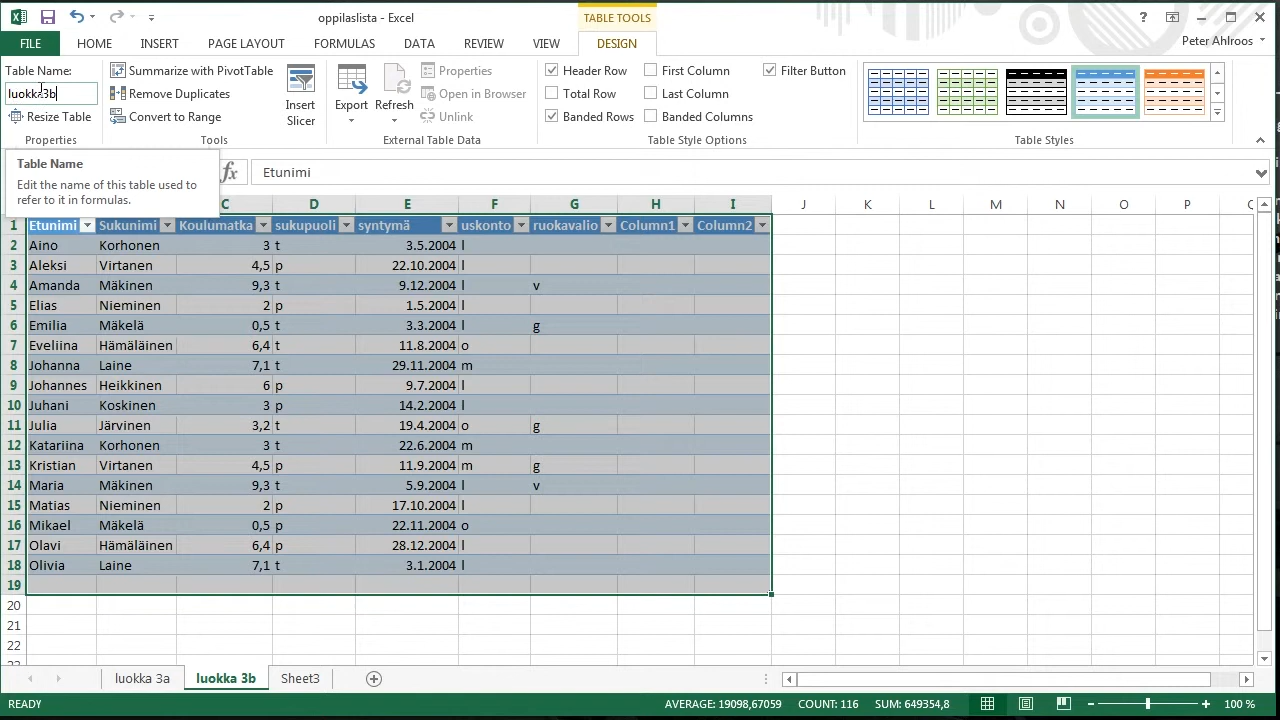 oppilaslista - Excel
TABLE TOOLS
FILE HOME INSERT PAGE LAYOUT FORMULAS DATA REVIEW VIEW DESIGN Peter Ahlroos
Table Name:
luokka3b
Resize Table
Properties
Summarize with PivotTable
Remove Duplicates
Convert to Range
Insert Slicer
Tools
Export Refresh
Properties
Open in Browser
Unlink
External Table Data
Header Row First Column Filter Button
Total Row Last Column
Banded Rows Banded Columns
Table Style Options
Table Styles
Table Name
Edit the name of this table used to
refer to it in formulas.
fx Etunimi
C D E F G H I J K L M N O P Q
1 Etunimi Sukunimi Koulumatka sukupuoli syntymä uskonto ruokavalio Column1 Column2
2 Aino Korhonen 3 t 3.5.2004 l
3 Aleksi Virtanen 4,5 p 22.10.2004 l
4 Amanda Mäkinen 9,3 t 9.12.2004 l v
5 Elias Nieminen 2 p 1.5.2004 l
6 Emilia Mäkelä 0,5 t 3.3.2004 l g
7 Eveliina Hämäläinen 6,4 t 11.8.2004 o
8 Johanna Laine 7,1 t 29.11.2004 m
9 Johannes Heikkinen 6 p 9.7.2004 l
10 Juhani Koskinen 3 p 14.2.2004 l
11 Julia Järvinen 3,2 t 19.4.2004 o g
12 Katariina Korhonen 3 t 22.6.2004 m
13 Kristian Virtanen 4,5 p 11.9.2004 m g
14 Maria Mäkinen 9,3 t 5.9.2004 l v
15 Matias Nieminen 2 p 17.10.2004 l
16 Mikael Mäkelä 0,5 p 22.11.2004 o
17 Olavi Hämäläinen 6,4 p 28.12.2004 l
18 Olivia Laine 7,1 t 3.1.2004 l
19
20
21
22
luokka 3a luokka 3b Sheet3
READY AVERAGE: 19098,67059 COUNT: 116 SUM: 649354,8 100 %